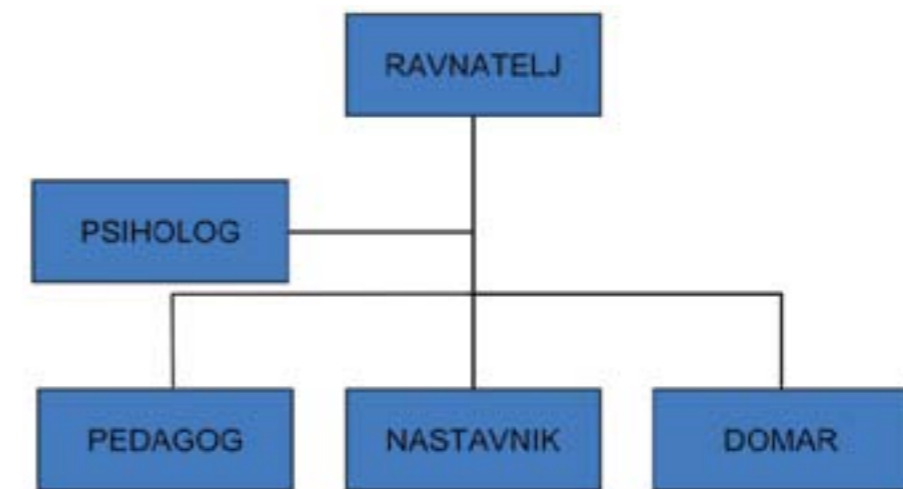 RAVNATELJ
PSIHOLOG
PEDAGOG
NASTAVNIK
DOMAR